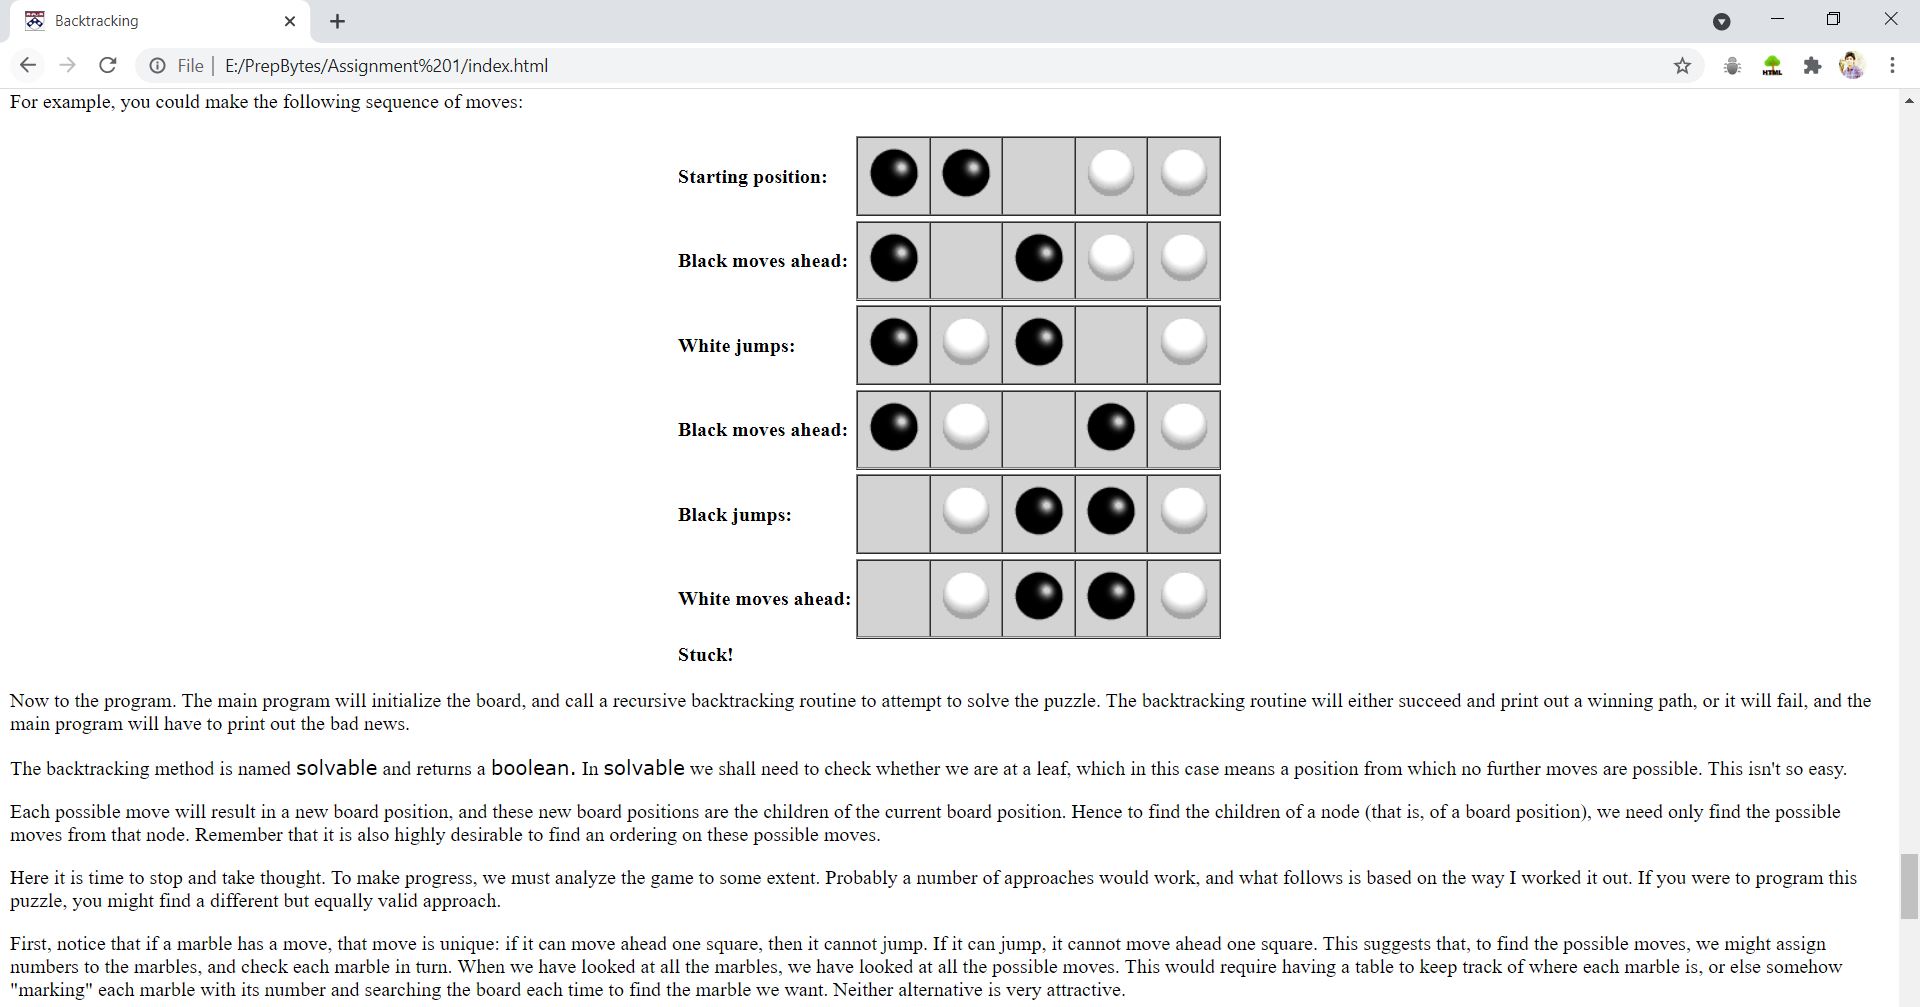 Backtracking
File | E:/PrepBytes/Assignment%201/index.html
HTML
For example, you could make the following sequence of moves:
Starting position:
Black moves ahead:
White jumps:
Black moves ahead:
Black jumps:
White moves ahead:
Stuck!
Now to the program. The main program will initialize the board, and call a recursive backtracking routine to attempt to solve the puzzle. The backtracking routine will either succeed and print out a winning path, or it will fail, and the
main program will have to print out the bad news.
The backtracking method is named solvable and returns a boolean. In solvable we shall need to check whether we are at a leaf, which in this case means a position from which no further moves are possible. This isn't so easy.
Each possible move will result in a new board position, and these new board positions are the children of the current board position. Hence to find the children of a node (that is, of a board position), we need only find the possible
moves from that node. Remember that it is also highly desirable to find an ordering on these possible moves.
Here it is time to stop and take thought. To make progress, we must analyze the game to some extent. Probably a number of approaches would work, and what follows is based on the way I worked it out. If you were to program this
puzzle, you might find a different but equally valid approach.
First, notice that if a marble has a move, that move is unique: if it can move ahead one square, then it cannot jump. If it can jump, it cannot move ahead one square. This suggests that, to find the possible moves, we might assign
numbers to the marbles, and check each marble in turn. When we have looked at all the marbles, we have looked at all the possible moves. This would require having a table to keep track of where each marble is, or else somehow
"marking" each marble with its number and searching the board each time to find the marble we want. Neither alternative is very attractive.